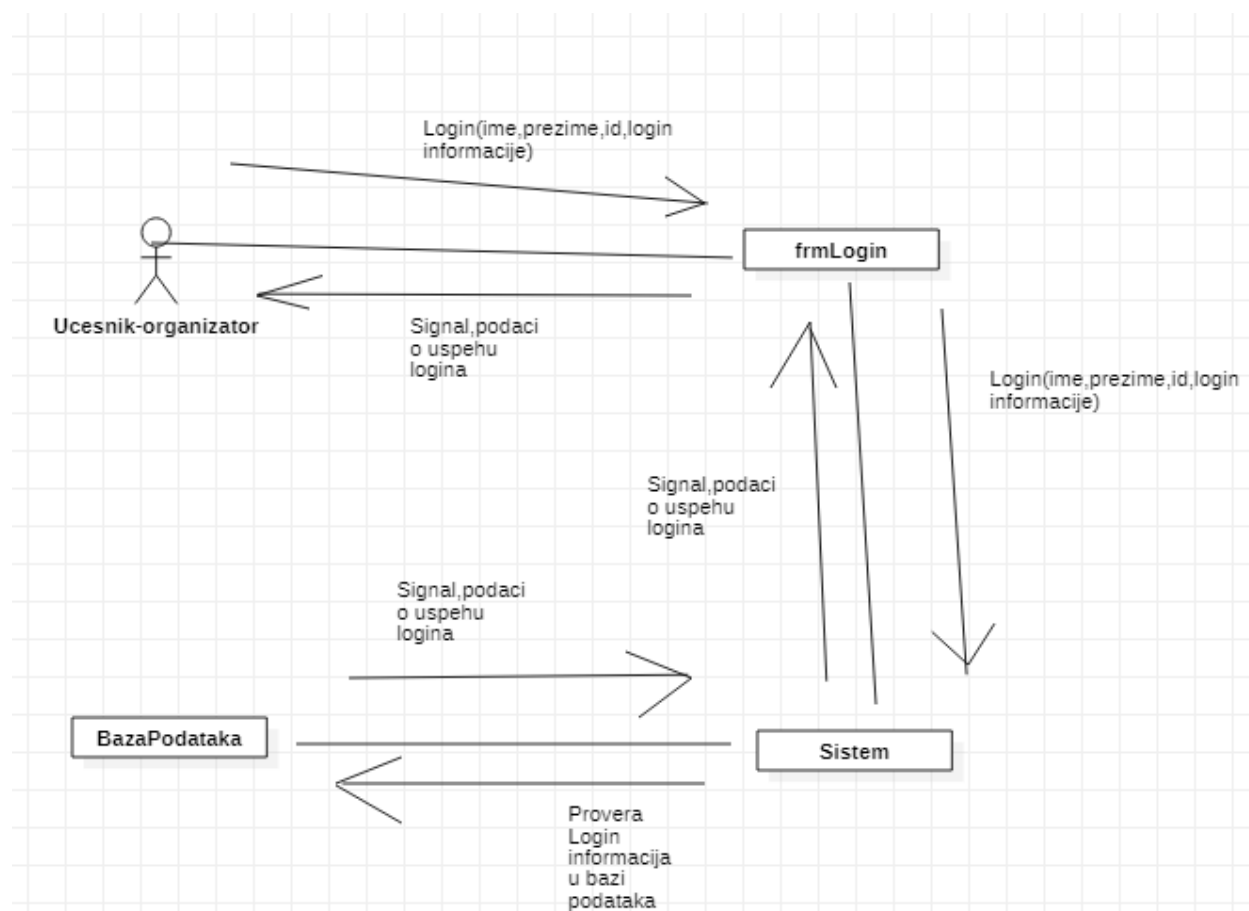 Login(ime,prezime,id,login
informacije)
frmLogin
Ucesnik-organizator
Signal,podaci
o uspehu
logina
Login(ime,prezime,id,login
informacije)
Signal,podaci
o uspehu
logina
Signal,podaci
o uspehu
logina
BazaPodataka
Sistem
Provera
Login
informacija
u bazi
podataka